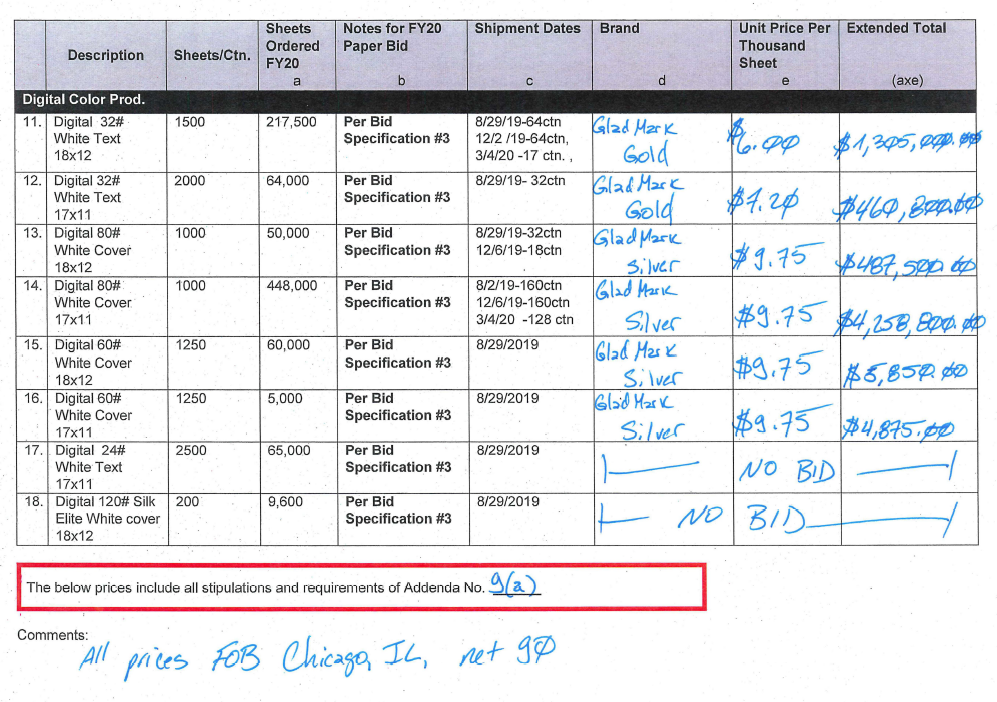 Description
Sheets/Ctn.
Sheets
Ordered
FY20
a
Notes for FY20
Paper Bid
b
Shipment Dates
c
Brand
d
Unit Price Per
Thousand
Sheet
e
Extended Total
(axe)
Digital Color Prod.
11.
Digital 32#
White Text
18x12
1500
217,500
Per Bid
Specification #3
8/29/19-64ctn
12/2 /19-64ctn,
3/4/20 -17 ctn. ,
Glad Mark
Gold
$6.00
$1,305,000.00
12.
Digital 32#
White Text
17x11
2000
64,000
Per Bid
Specification #3
8/29/19- 32ctn
Glad Mark
Gold
$7.20
$460,800.00
13.
Digital 80#
White Cover
18x12
1000
50,000
Per Bid
Specification #3
8/29/19-32ctn
12/6/19-18ctn
Glad Mark
Silver
$9.75
$487,500.00
14.
Digital 80#
White Cover
17x11
1000
448,000
Per Bid
Specification #3
8/2/19-160ctn
12/6/19-160ctn
3/4/20 -128 ctn
Glad Mark
Silver
$9.75
$4,258,800.00
15.
Digital 60#
White Cover
18x12
1250
60,000
Per Bid
Specification #3
8/29/2019
Glad Mark
Silver
$9.75
$5,850.00
16.
Digital 60#
White Cover
17x11
1250
5,000
Per Bid
Specification #3
8/29/2019
Glad Mark
Silver
$9.75
$4,875.00
17.
Digital 24#
White Text
17x11
2500
65,000
Per Bid
Specification #3
8/29/2019
NO BID
18.
Digital 120# Silk
Elite White cover
18x12
200
9,600
Per Bid
Specification #3
8/29/2019
NO BID
The below prices include all stipulations and requirements of Addenda No. 9(a)
Comments:
All prices FOB Chicago, IL, net 90